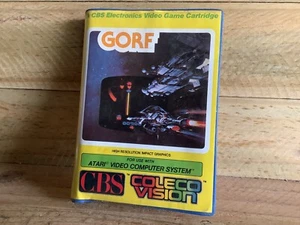 CBS Electronics Video Game Cartridge
GORF
HIGH RESOLUTION IMPACT GRAPHICS
FOR USE WITH
ATARI® VIDEO COMPUTER SYSTEM™
CBS COLECO
VISION